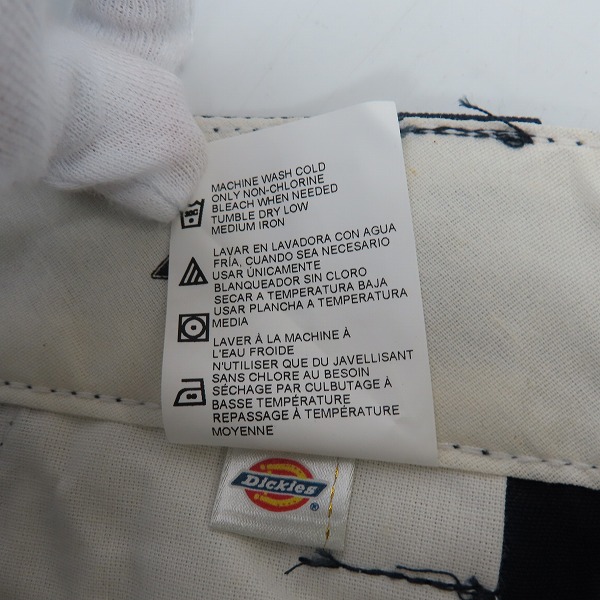 MACHINE WASH COLD
ONLY NON-CHLORINE
BLEACH WHEN NEEDED
TUMBLE DRY LOW
MEDIUM IRON
LAVAR EN LAVADORA CON AGUA
FRÍA, CUANDO SEA NECESARIO
USAR ÚNICAMENTE
BLANQUEADOR SIN CLORO
SECAR A TEMPERATURA BAJA
USAR PLANCHA A TEMPERATURA
MEDIA
LAVER À LA MACHINE À
L'EAU FROIDE
N'UTILISER QUE DU JAVELLISANT
SANS CHLORE AU BESOIN
SÉCHAGE PAR CULBUTAGE À
BASSE TEMPÉRATURE
REPASSAGE À TEMPÉRATURE
MOYENNE
Dickies®